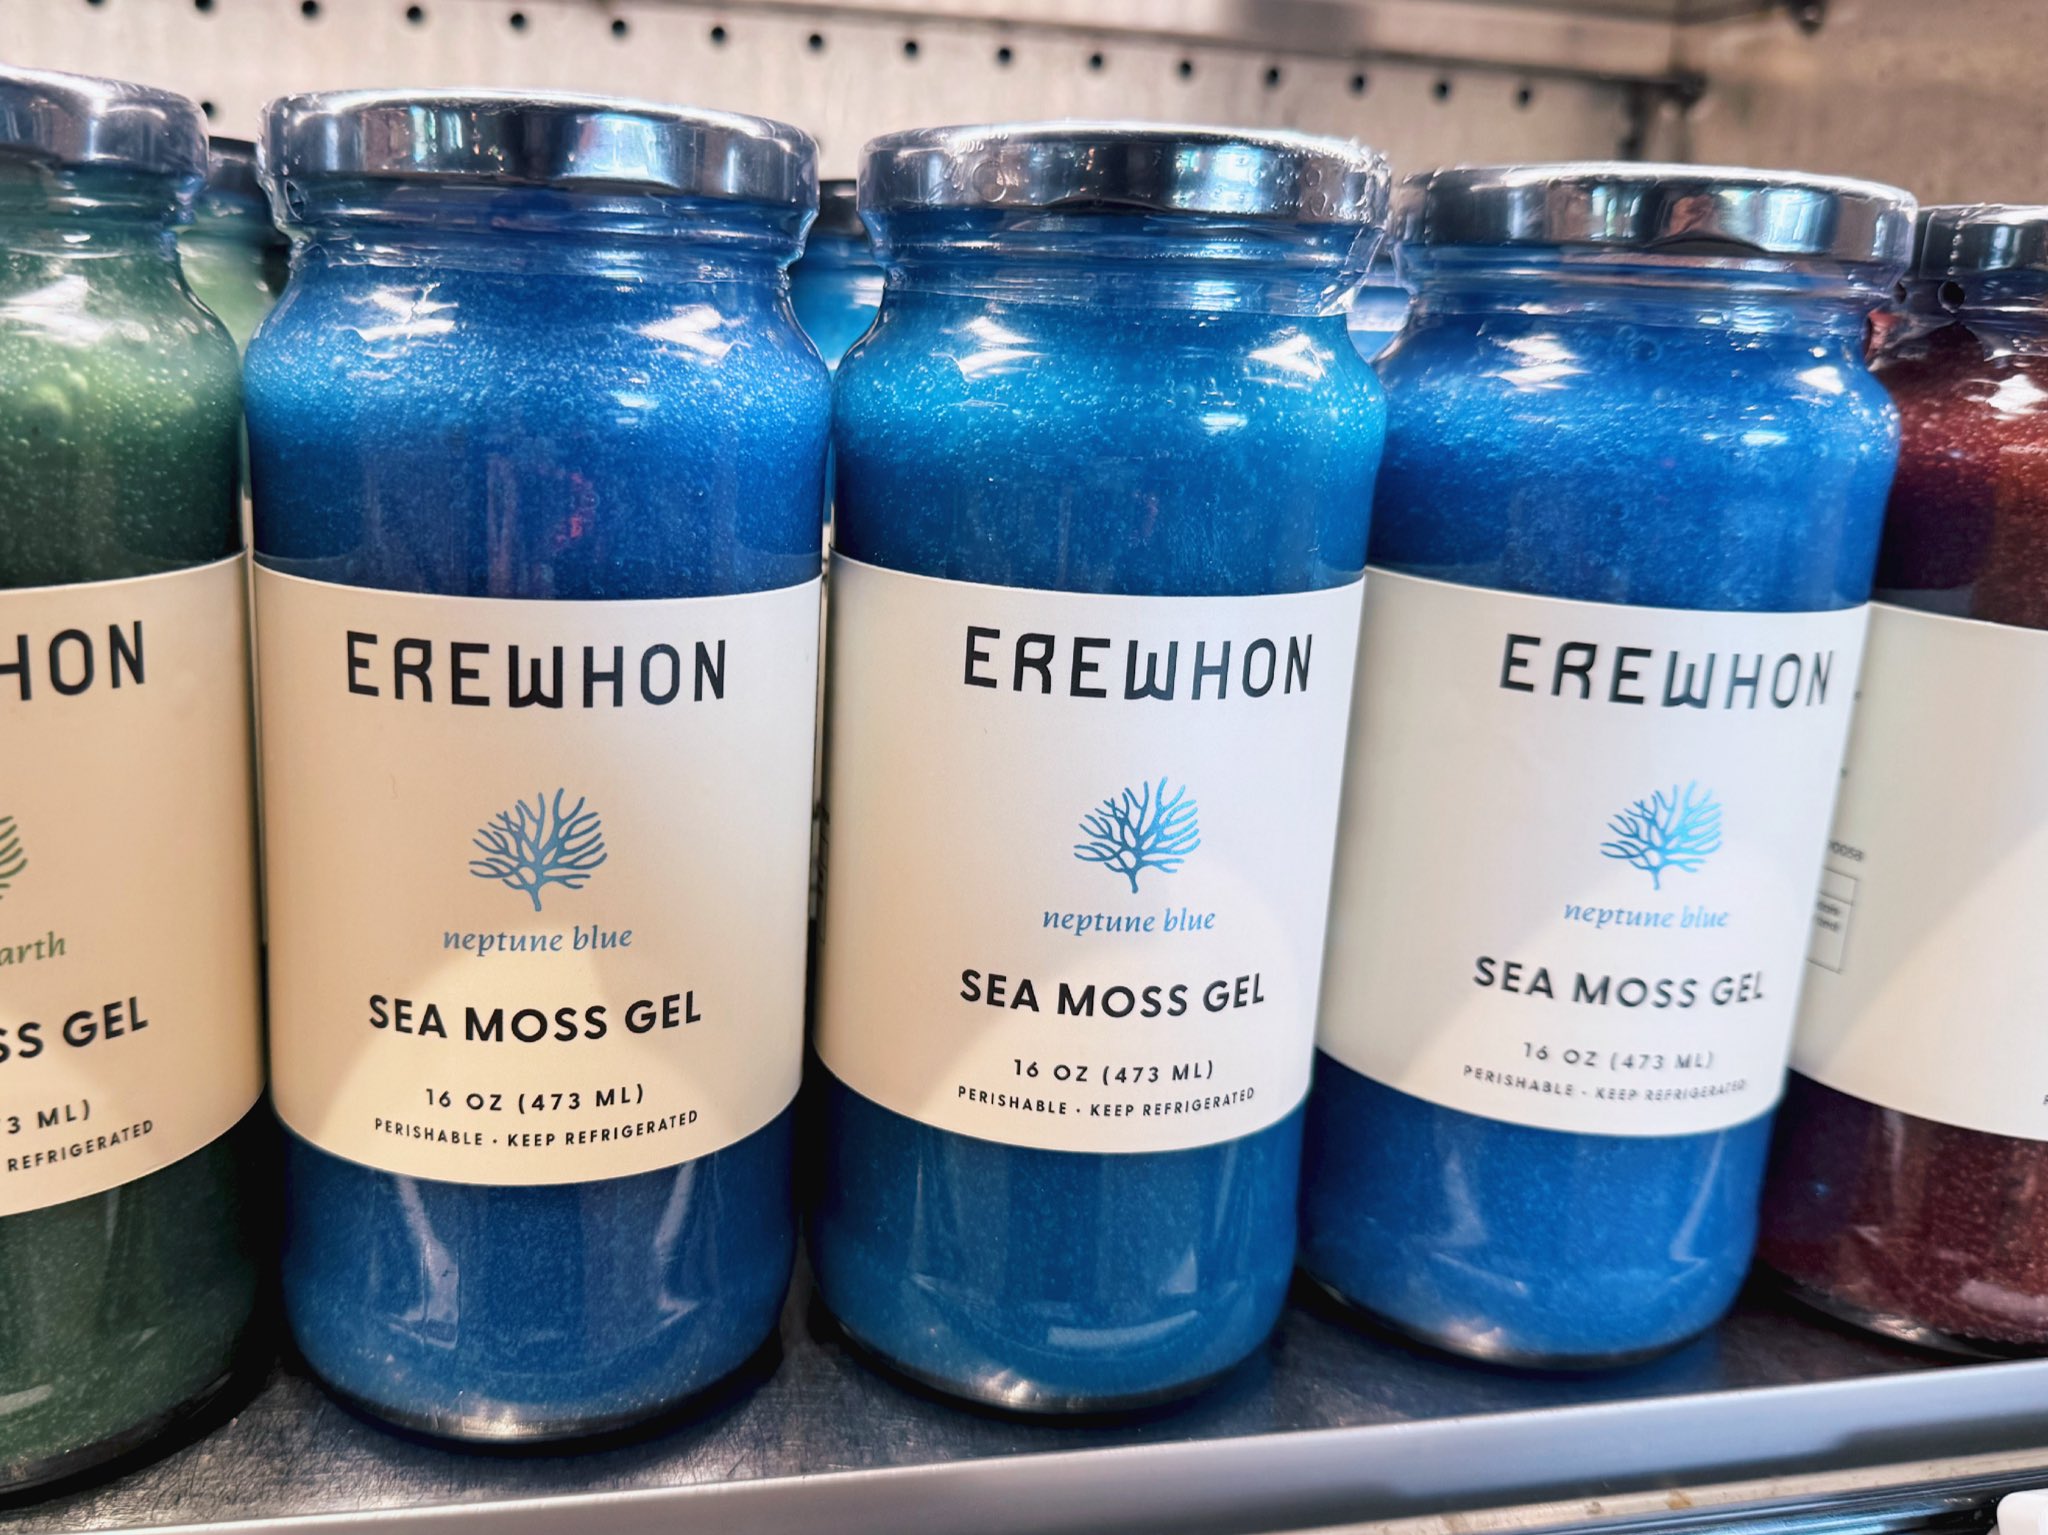 HON
arth
SS GEL
3 ML)
REFRIGERATED
EREWHON
neptune blue
SEA MOSS GEL
16 OZ (473 ML)
PERISHABLE · KEEP REFRIGERATED
EREWHON
neptune blue
SEA MOSS GEL
16 OZ (473 ML)
PERISHABLE · KEEP REFRIGERATED
EREWHON
neptune blue
SEA MOSS GEL
16 OZ (473 ML)
PERISHABLE · KEEP REFRIGERATED